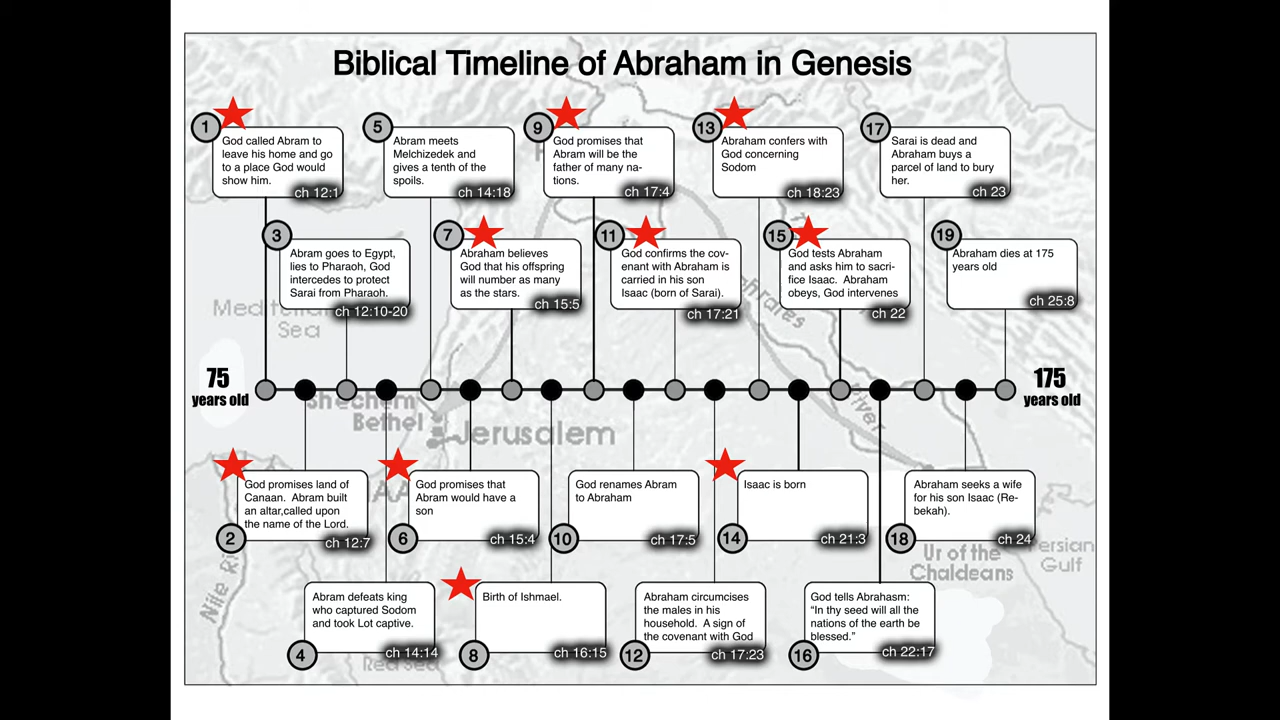 Biblical Timeline of Abraham in Genesis
1
God called Abram to
leave his home and go
to a place God would
show him.
ch 12:1
5
Abram meets
Melchizedek and
gives a tenth of the
spoils.
ch 14:18
9
God promises that
Abram will be the
father of many na-
tions.
ch 17:4
13
Abraham confers with
God concerning
Sodom
ch 18:23
17
Sarai is dead and
Abraham buys a
parcel of land to bury
her.
ch 23
3
Abram goes to Egypt,
lies to Pharaoh, God
intercedes to protect
Sarai from Pharaoh.
ch 12:10-20
7
Abraham believes
God that his offspring
will number as many
as the stars.
ch 15:5
11
God confirms the cov-
enant with Abraham is
carried in his son
Isaac (born of Sarai).
ch 17:21
15
God tests Abraham
and asks him to sacri-
fice Isaac.  Abraham
obeys, God intervenes
ch 22
19
Abraham dies at 175
years old
ch 25:8
Sea
75
years old
175
years old
Shechem
Bethel
Jerusalem
River
2
God promises land of
Canaan.  Abram built
an altar,called upon
the name of the Lord.
ch 12:7
6
God promises that
Abram would have a
son
ch 15:4
10
God renames Abram
to Abraham
ch 17:5
14
Isaac is born
ch 21:3
18
Abraham seeks a wife
for his son Isaac (Re-
bekah).
ch 24
Ur of the
Chaldeans
Persian
Gulf
Nile
4
Abram defeats king
who captured Sodom
and took Lot captive.
ch 14:14
Red Sea
8
Birth of Ishmael.
ch 16:15
12
Abraham circumcises
the males in his
household.  A sign of
the covenant with God
ch 17:23
16
God tells Abrahasm:
“In thy seed will all the
nations of the earth be
blessed.”
ch 22:17